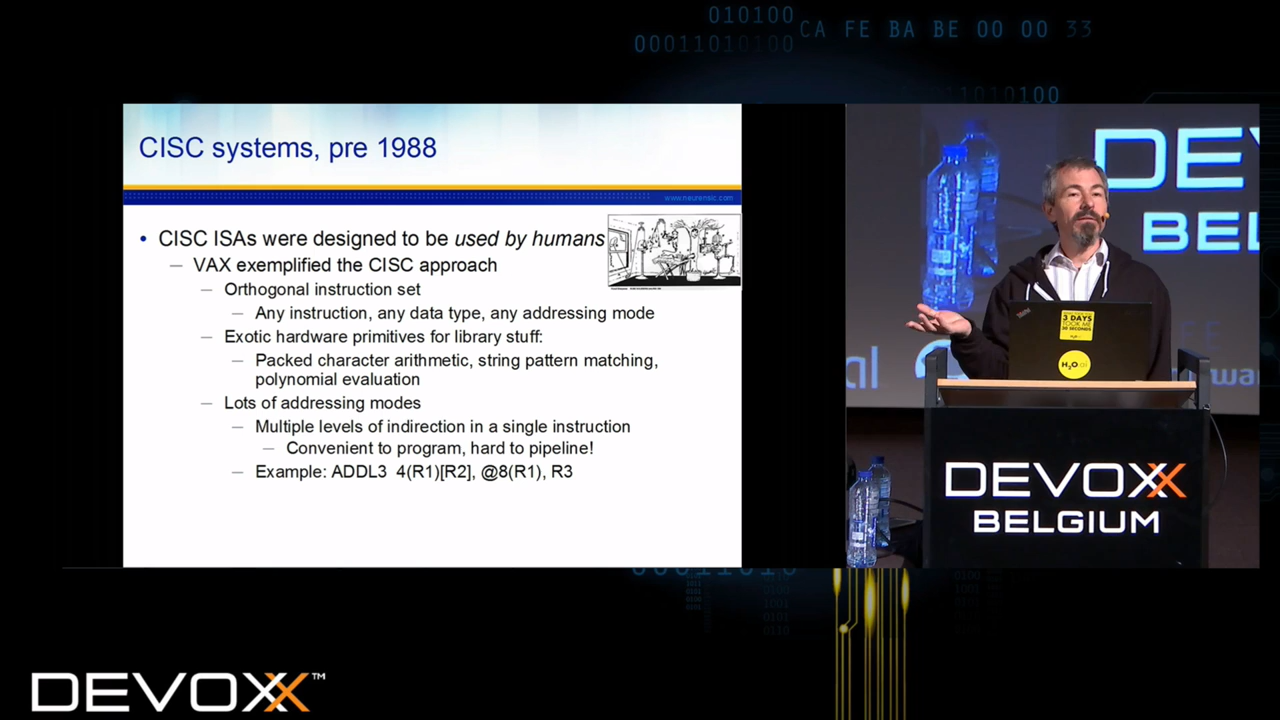 010100
00011010100
CA FE BA BE 00 00 33
11010100
CISC systems, pre 1988
www.neurensic.com
• CISC ISAs were designed to be used by humans
– VAX exemplified the CISC approach
– Orthogonal instruction set
– Any instruction, any data type, any addressing mode
– Exotic hardware primitives for library stuff:
– Packed character arithmetic, string pattern matching,
polynomial evaluation
– Lots of addressing modes
– Multiple levels of indirection in a single instruction
– Convenient to program, hard to pipeline!
– Example: ADDL3 4(R1)[R2], @8(R1), R3
DE
BEL
3 DAYS
TOOK ME
H2O.ai
DEVOXX
BELGIUM
DEVOXX™